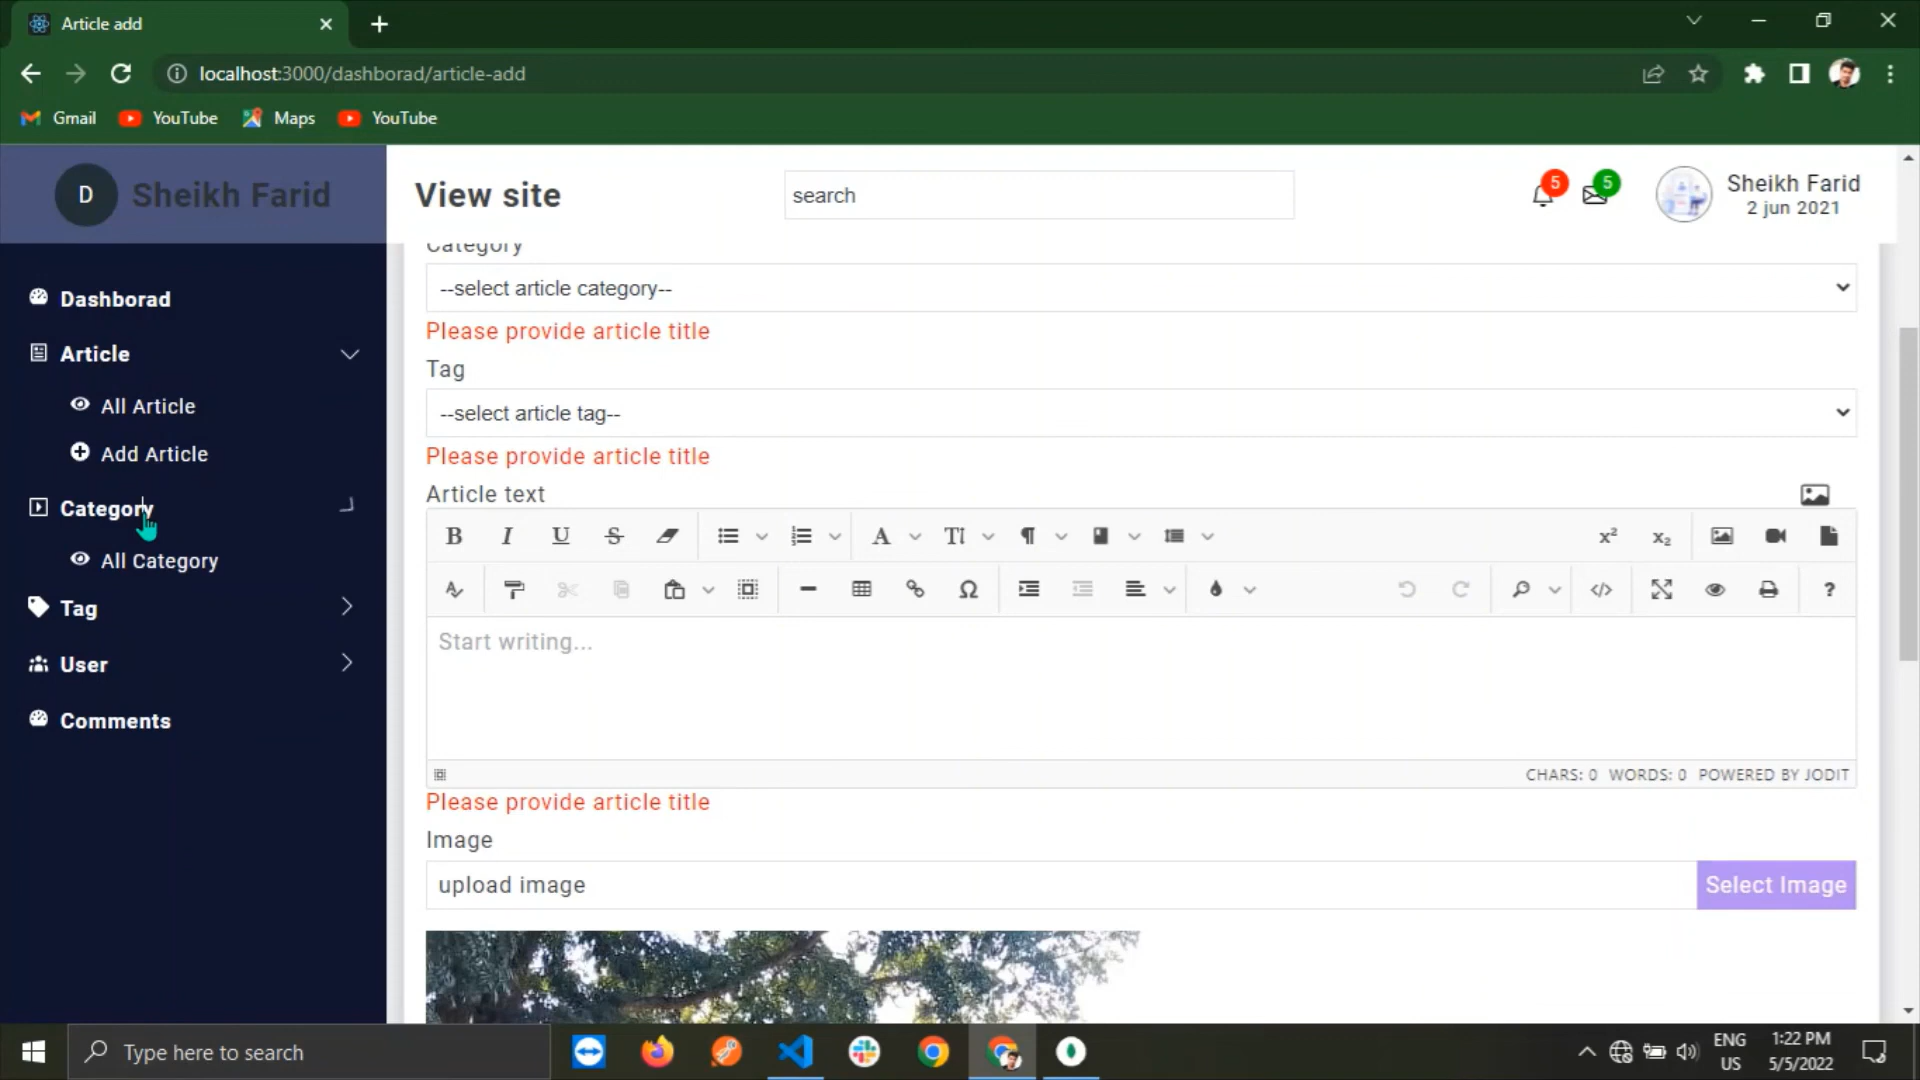 Article add
localhost:3000/dashborad/article-add
Gmail YouTube Maps YouTube
D Sheikh Farid
View site
search
5
5
Sheikh Farid
2 jun 2021
Dashborad
Article
All Article
Add Article
Category
All Category
Tag
User
Comments
Category
--select article category--
Please provide article title
Tag
--select article tag--
Please provide article title
Article text
Start writing...
CHARS: 0 WORDS: 0 POWERED BY JODIT
Please provide article title
Image
upload image
Select Image
Type here to search
ENG
US
1:22 PM
5/5/2022